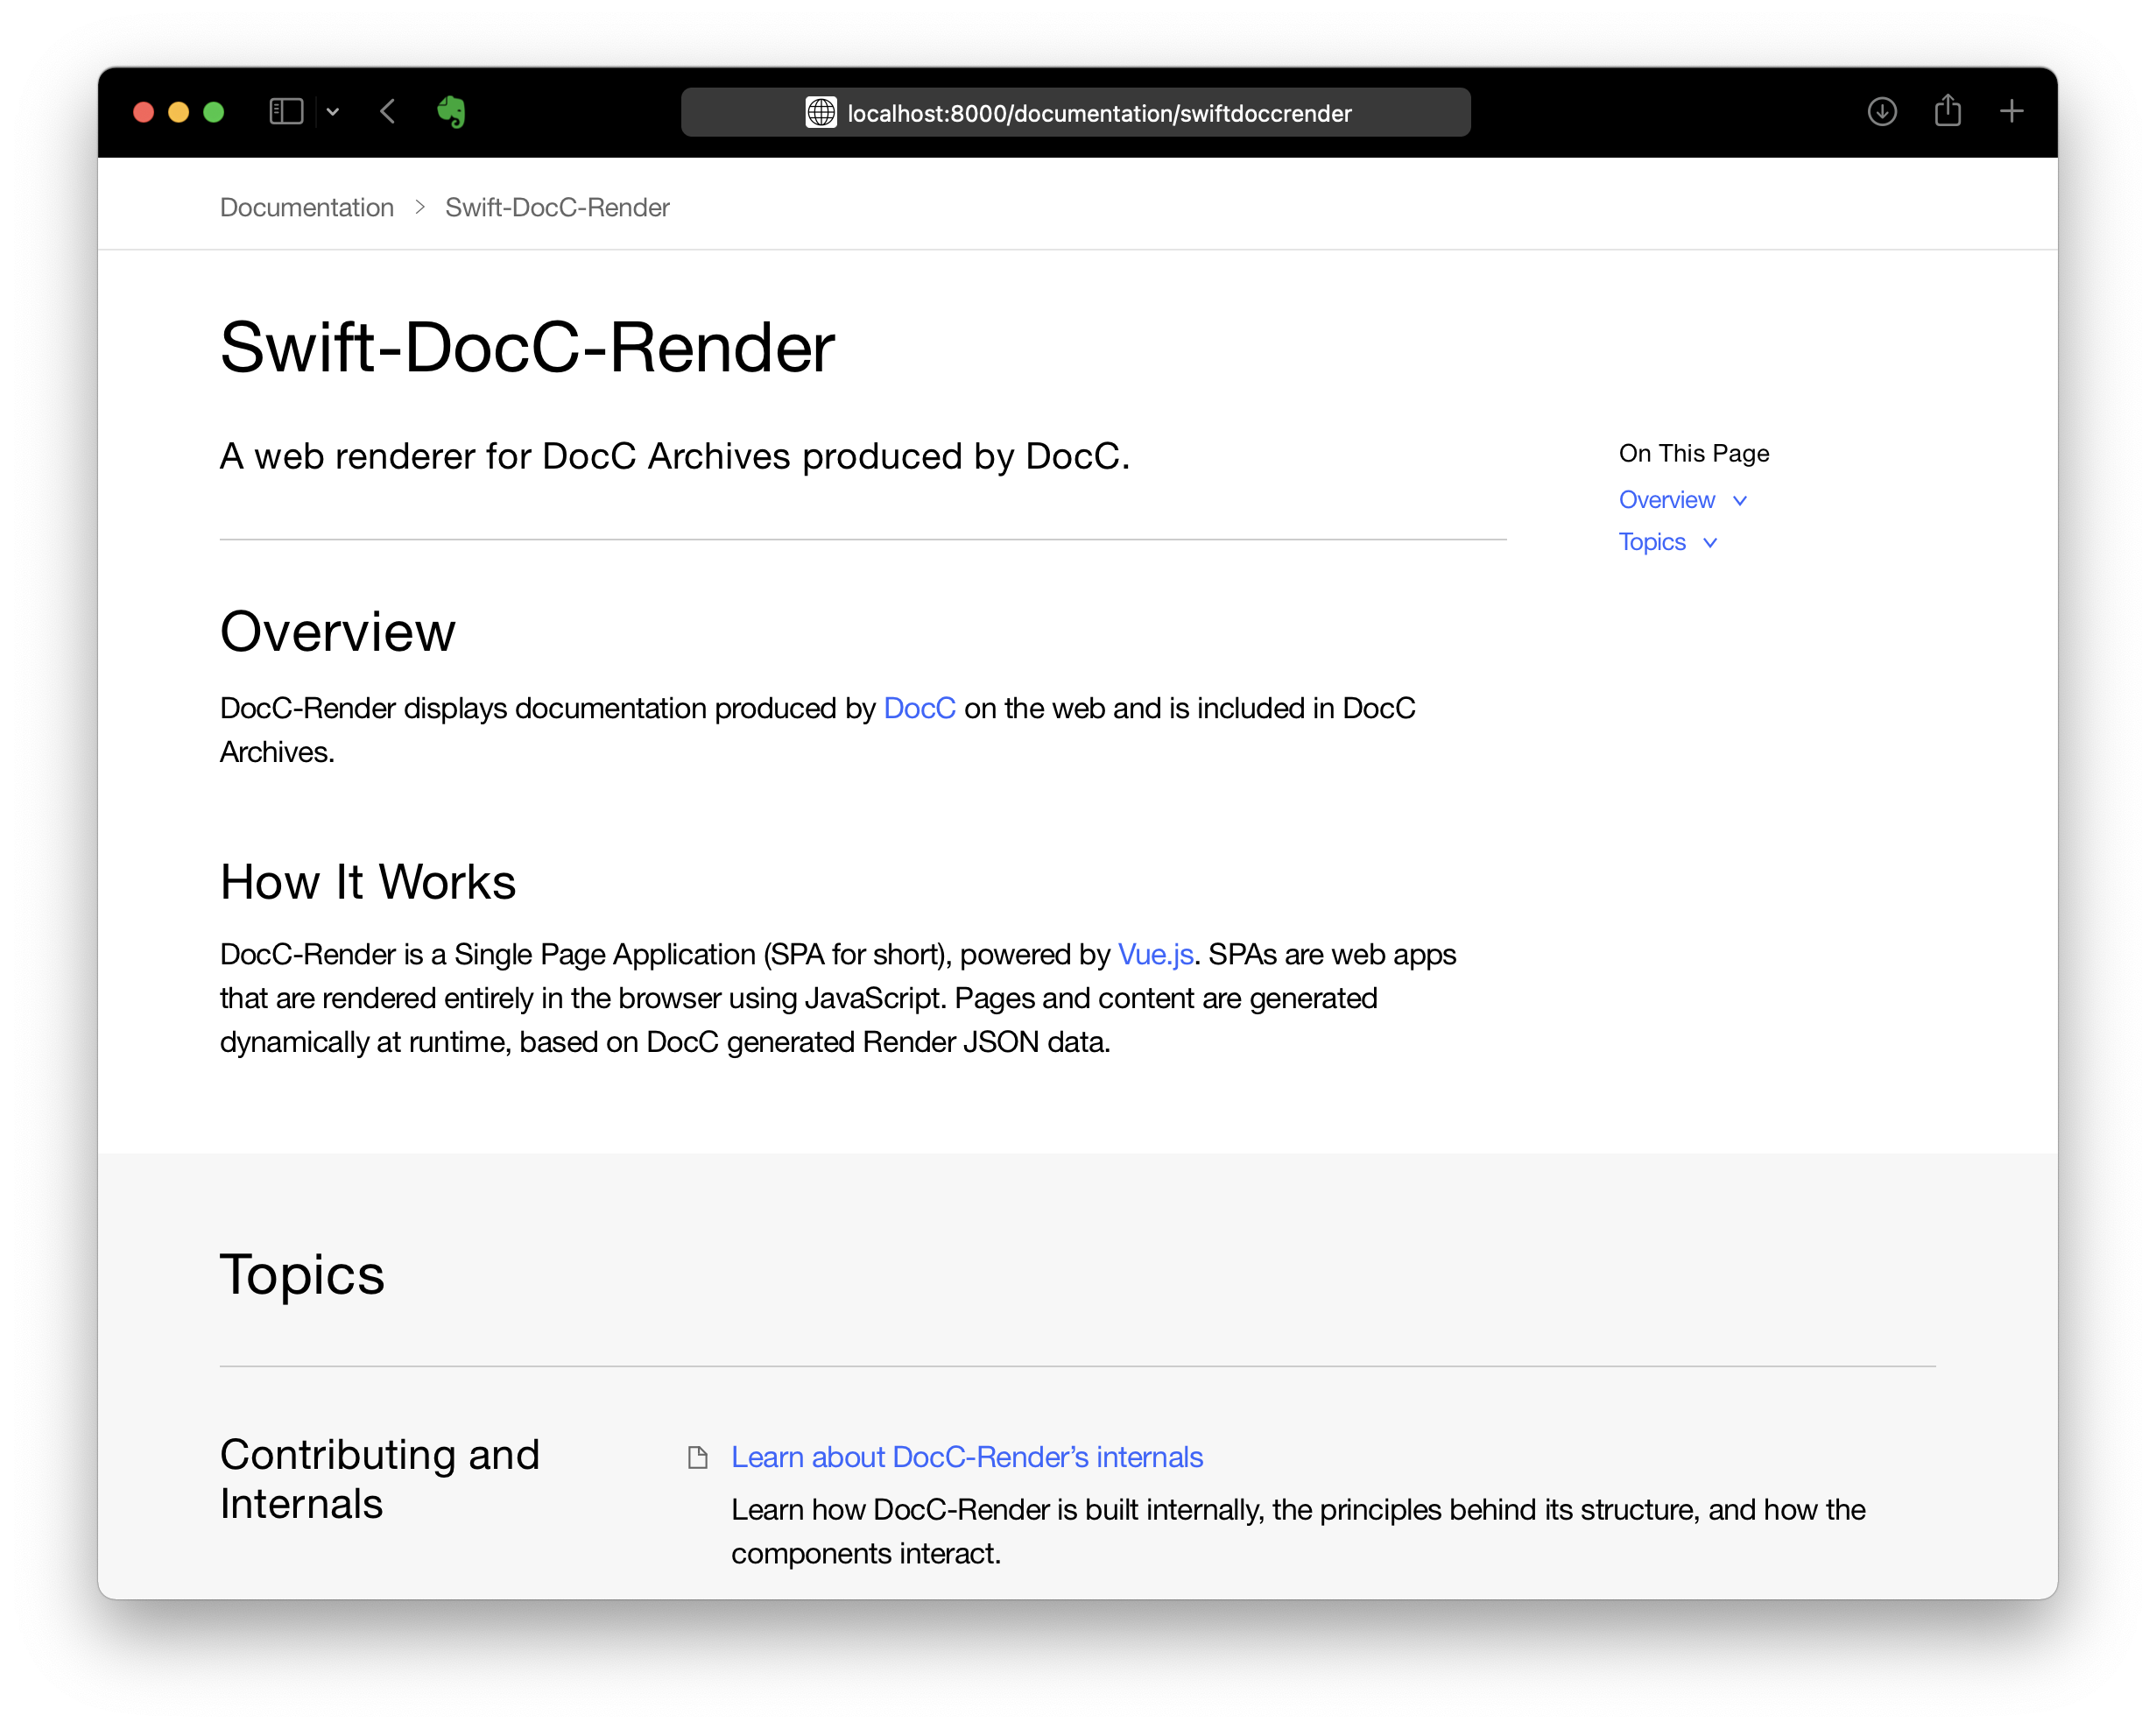 localhost:8000/documentation/swiftdoccrender
Documentation > Swift-DocC-Render
Swift-DocC-Render
A web renderer for DocC Archives produced by DocC.
On This Page
Overview
Topics
Overview
DocC-Render displays documentation produced by DocC on the web and is included in DocC
Archives.
How It Works
DocC-Render is a Single Page Application (SPA for short), powered by Vue.js. SPAs are web apps
that are rendered entirely in the browser using JavaScript. Pages and content are generated
dynamically at runtime, based on DocC generated Render JSON data.
Topics
Contributing and
Internals
Learn about DocC-Render’s internals
Learn how DocC-Render is built internally, the principles behind its structure, and how the
components interact.